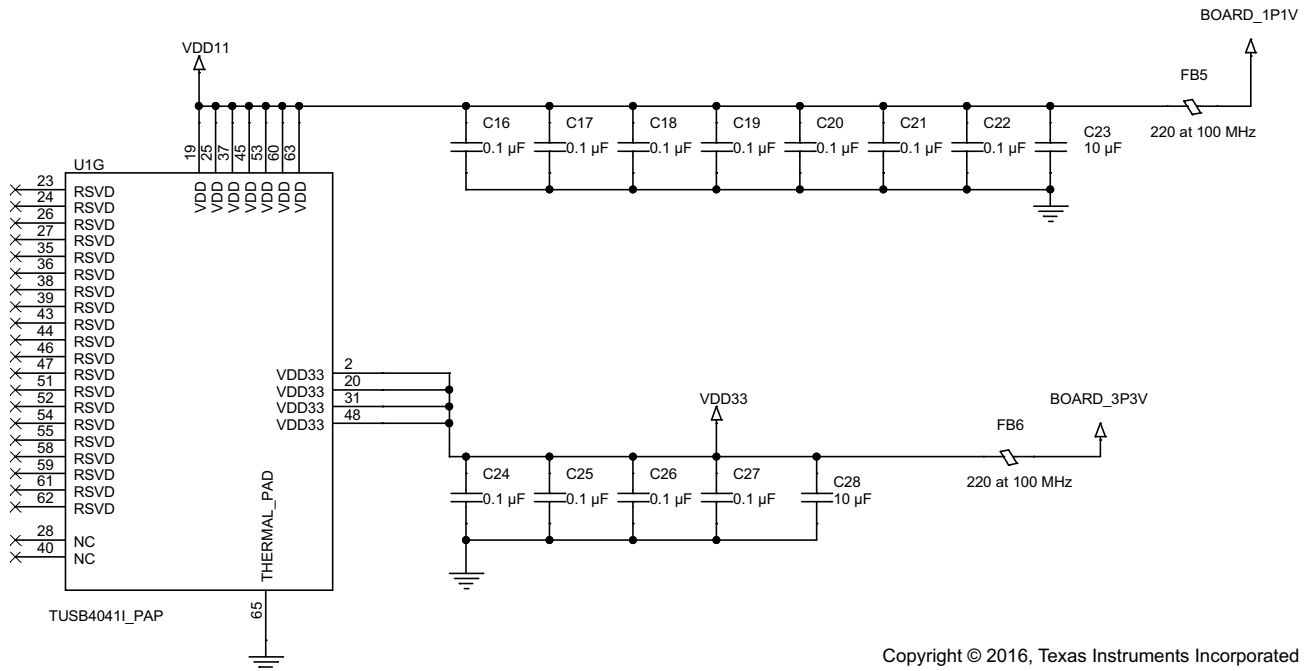 BOARD_1P1V
VDD11
FB5
220 at 100 MHz
C16
0.1 µF
C17
0.1 µF
C18
0.1 µF
C19
0.1 µF
C20
0.1 µF
C21
0.1 µF
C22
0.1 µF
C23
10 µF
19
25
37
45
53
60
63
U1G
VDD
VDD
VDD
VDD
VDD
VDD
VDD
23 RSVD
24 RSVD
26 RSVD
27 RSVD
35 RSVD
36 RSVD
38 RSVD
39 RSVD
43 RSVD
44 RSVD
46 RSVD
47 RSVD
51 RSVD
52 RSVD
54 RSVD
55 RSVD
58 RSVD
59 RSVD
61 RSVD
62 RSVD
28 NC
40 NC
VDD33 2
VDD33 20
VDD33 31
VDD33 48
THERMAL_PAD
65
TUSB4041I_PAP
VDD33
BOARD_3P3V
FB6
220 at 100 MHz
C24
0.1 µF
C25
0.1 µF
C26
0.1 µF
C27
0.1 µF
C28
10 µF
Copyright © 2016, Texas Instruments Incorporated